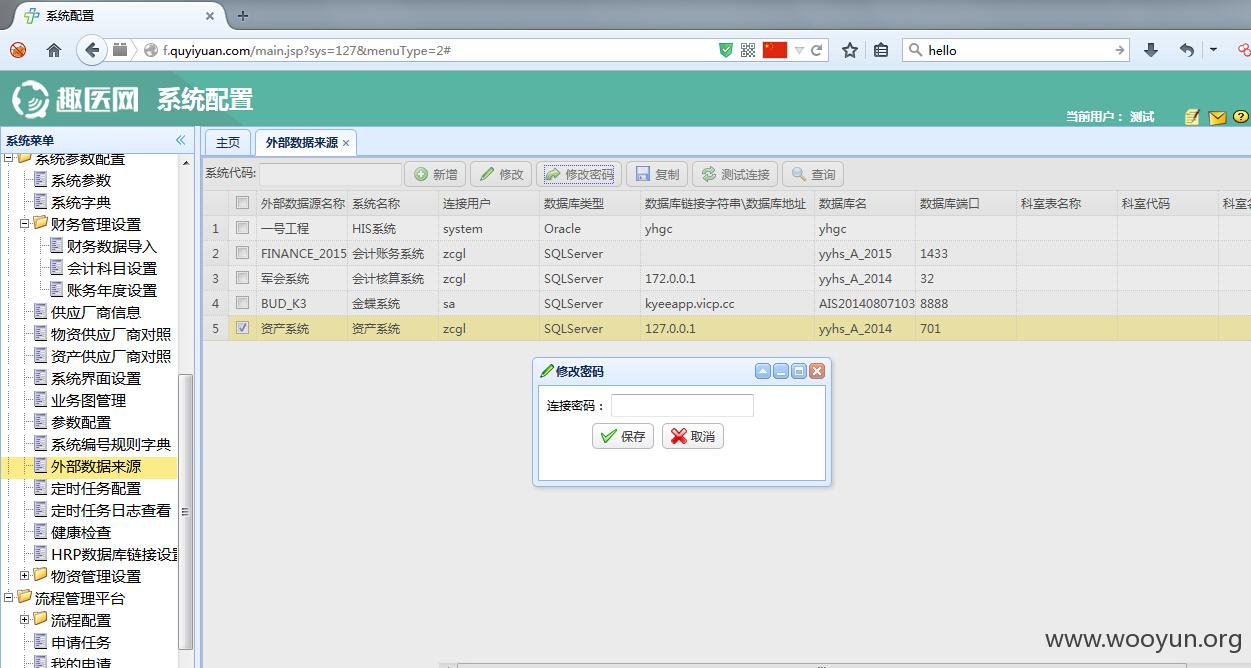 系统配置
f.quyiyuan.com/main.jsp?sys=127&menuType=2#
hello
趣医网 系统配置
当前用户： 测试
系统菜单
主页 外部数据来源
系统代码: 新增 修改 修改密码 复制 测试连接 查询
外部数据源名称 系统名称 连接用户 数据库类型 数据库链接字符串\数据库地址 数据库名 数据库端口 科室表名称 科室代码 科室名
1 一号工程 HIS系统 system Oracle yhgc yhgc
2 FINANCE_2015 会计账务系统 zcgl SQLServer yyhs_A_2015 1433
3 军会系统 会计核算系统 zcgl SQLServer 172.0.0.1 yyhs_A_2014 32
4 BUD_K3 金蝶系统 sa SQLServer kyeeapp.vicp.cc AIS20140807103 8888
5 资产系统 资产系统 zcgl SQLServer 127.0.0.1 yyhs_A_2014 701
修改密码
连接密码：
保存 取消
系统参数配置
系统参数
系统字典
财务管理设置
财务数据导入
会计科目设置
账务年度设置
供应厂商信息
物资供应厂商对照
资产供应厂商对照
系统界面设置
业务图管理
参数配置
系统编号规则字典
外部数据来源
定时任务配置
定时任务日志查看
健康检查
HRP数据库链接设置
物资管理设置
流程管理平台
流程配置
申请任务
我的申请
www.wooyun.org